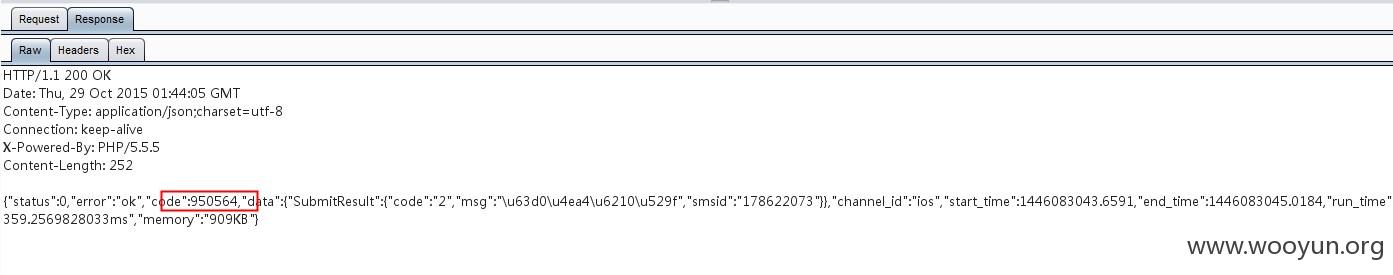 Request Response
Raw Headers Hex
HTTP/1.1 200 OK
Date: Thu, 29 Oct 2015 01:44:05 GMT
Content-Type: application/json;charset=utf-8
Connection: keep-alive
X-Powered-By: PHP/5.5.5
Content-Length: 252
{"status":0,"error":"ok","code":950564,"data":{"SubmitResult":{"code":"2","msg":"\u63d0\u4ea4\u6210\u529f","smsid":"178622073"}},"channel_id":"ios","start_time":1446083043.6591,"end_time":1446083045.0184,"run_time"
359.2569828033ms","memory":"909KB"}
www.wooyun.org